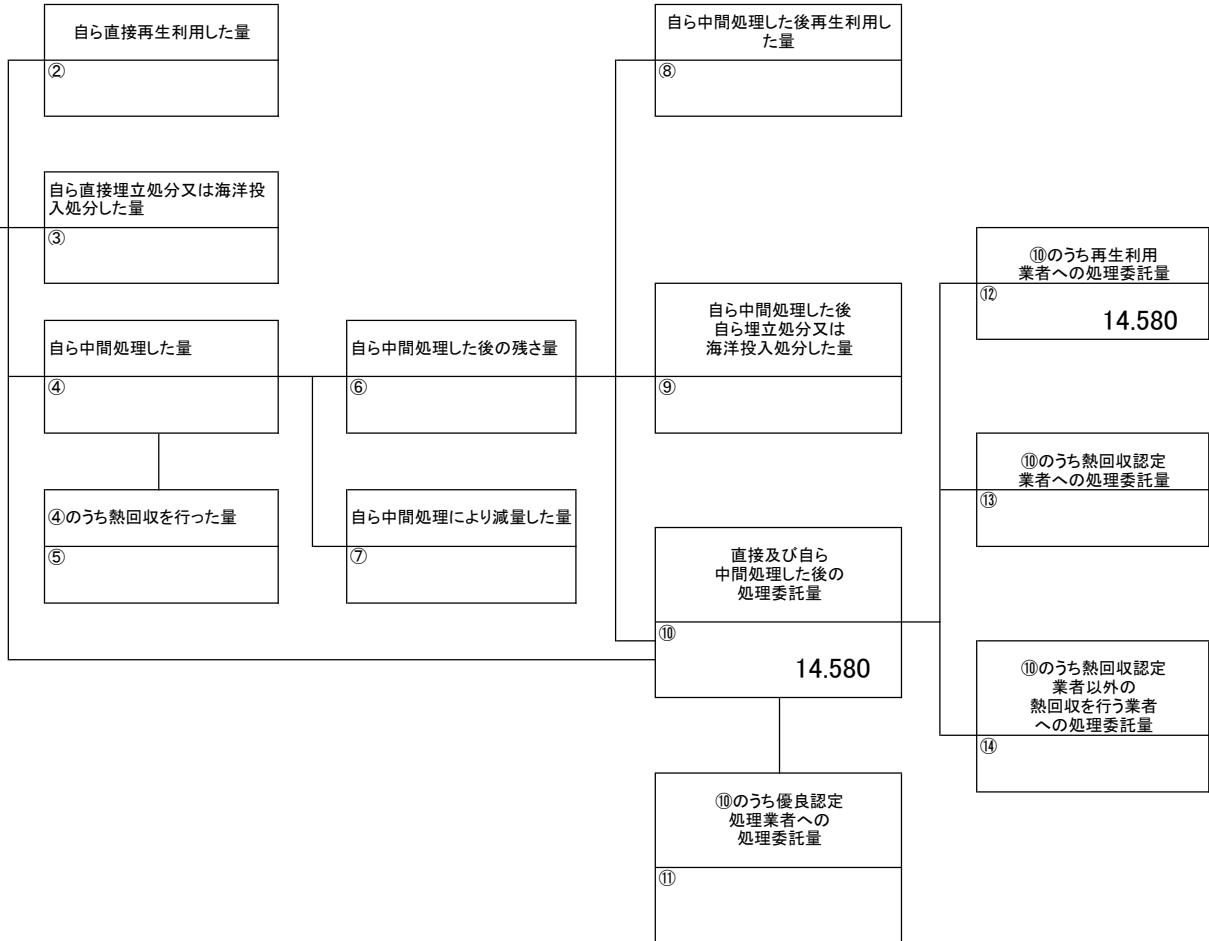 自ら直接再生利用した量
②
自ら直接埋立処分又は海洋投
入処分した量
③
自ら中間処理した量
④
④のうち熱回収を行った量
⑤
自ら中間処理した後の残さ量
⑥
自ら中間処理により減量した量
⑦
自ら中間処理した後再生利用し
た量
⑧
自ら中間処理した後
自ら埋立処分又は
海洋投入処分した量
⑨
直接及び自ら
中間処理した後の
処理委託量
⑩
14.580
⑩のうち優良認定
処理業者への
処理委託量
⑪
⑩のうち再生利用
業者への処理委託量
⑫
14.580
⑩のうち熱回収認定
業者への処理委託量
⑬
⑩のうち熱回収認定
業者以外の
熱回収を行う業者
への処理委託量
⑭